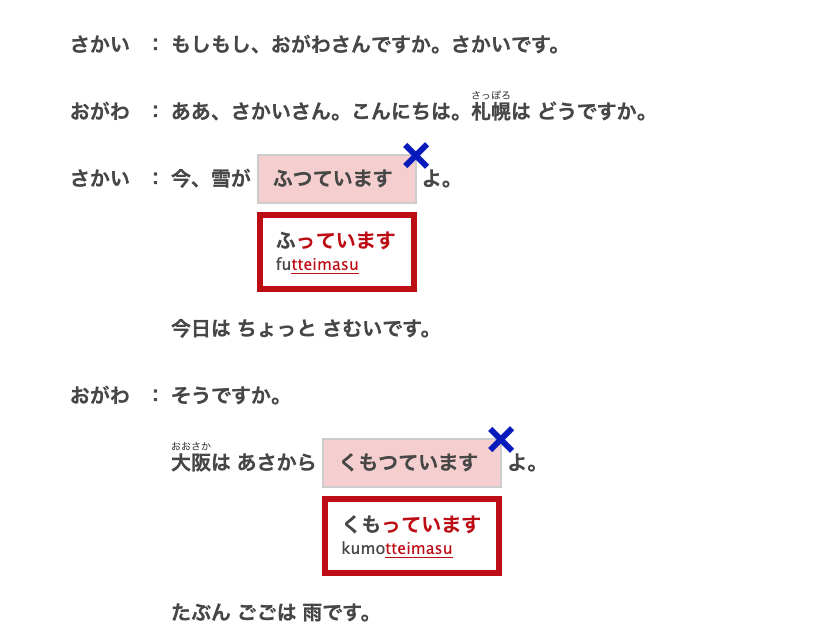 さかい ： もしもし、おがわさんですか。さかいです。
さっぽろ
おがわ ： ああ、さかいさん。こんにちは。札幌は どうですか。
さかい ： 今、雪が ふつています よ。
ふっています
futteimasu
今日は ちょっと さむいです。
おがわ ： そうですか。
おおさか
大阪は あさから くもつています よ。
くもっています
kumotteimasu
たぶん ごごは 雨です。